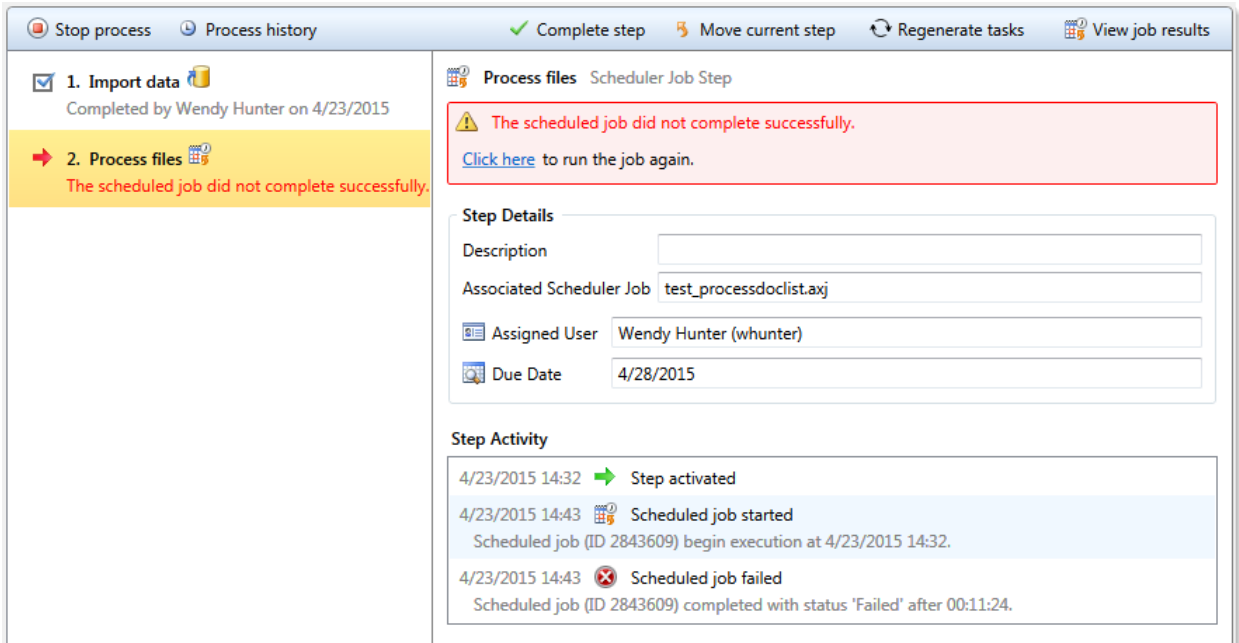 Stop process Process history Complete step Move current step Regenerate tasks View job results
1. Import data
Completed by Wendy Hunter on 4/23/2015
2. Process files
The scheduled job did not complete successfully.
Process files Scheduler Job Step
The scheduled job did not complete successfully.
Click here to run the job again.
Step Details
Description
Associated Scheduler Job test_processdoclist.axj
Assigned User Wendy Hunter (whunter)
Due Date 4/28/2015
Step Activity
4/23/2015 14:32 Step activated
4/23/2015 14:43 Scheduled job started
Scheduled job (ID 2843609) begin execution at 4/23/2015 14:32.
4/23/2015 14:43 Scheduled job failed
Scheduled job (ID 2843609) completed with status 'Failed' after 00:11:24.